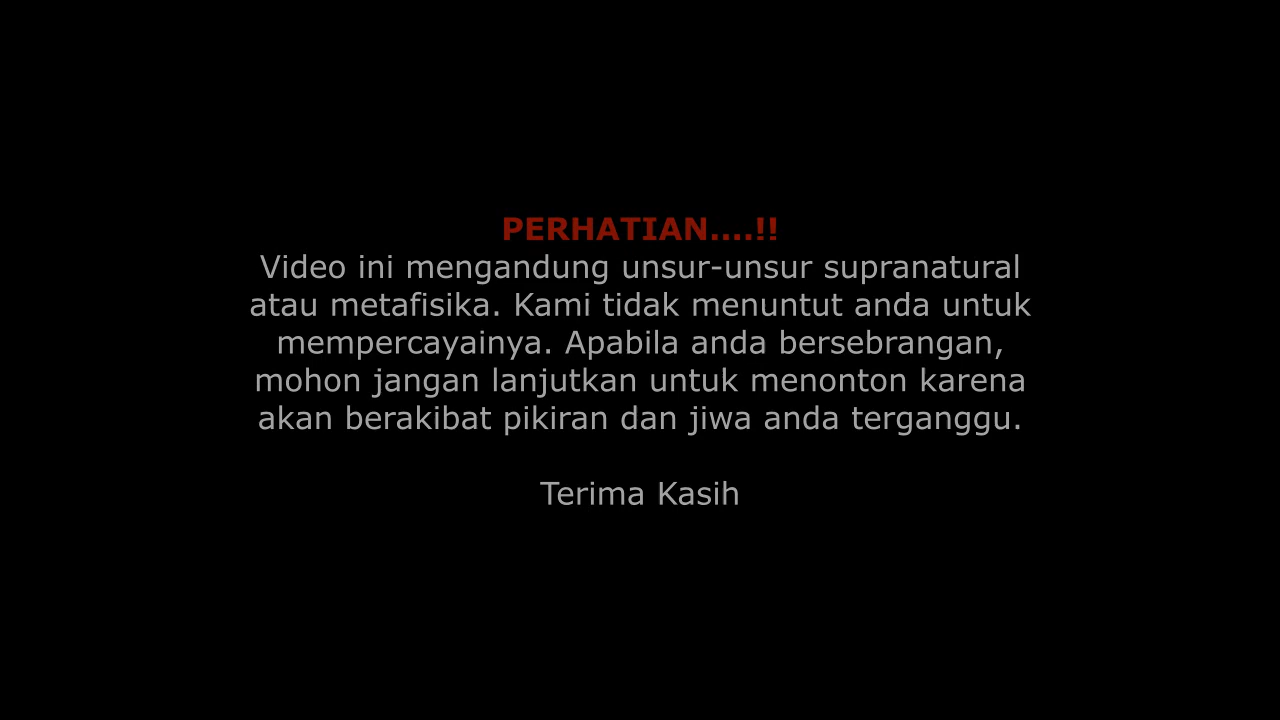 PERHATIAN....!!
Video ini mengandung unsur-unsur supranatural
atau metafisika. Kami tidak menuntut anda untuk
mempercayainya. Apabila anda bersebrangan,
mohon jangan lanjutkan untuk menonton karena
akan berakibat pikiran dan jiwa anda terganggu.
Terima Kasih